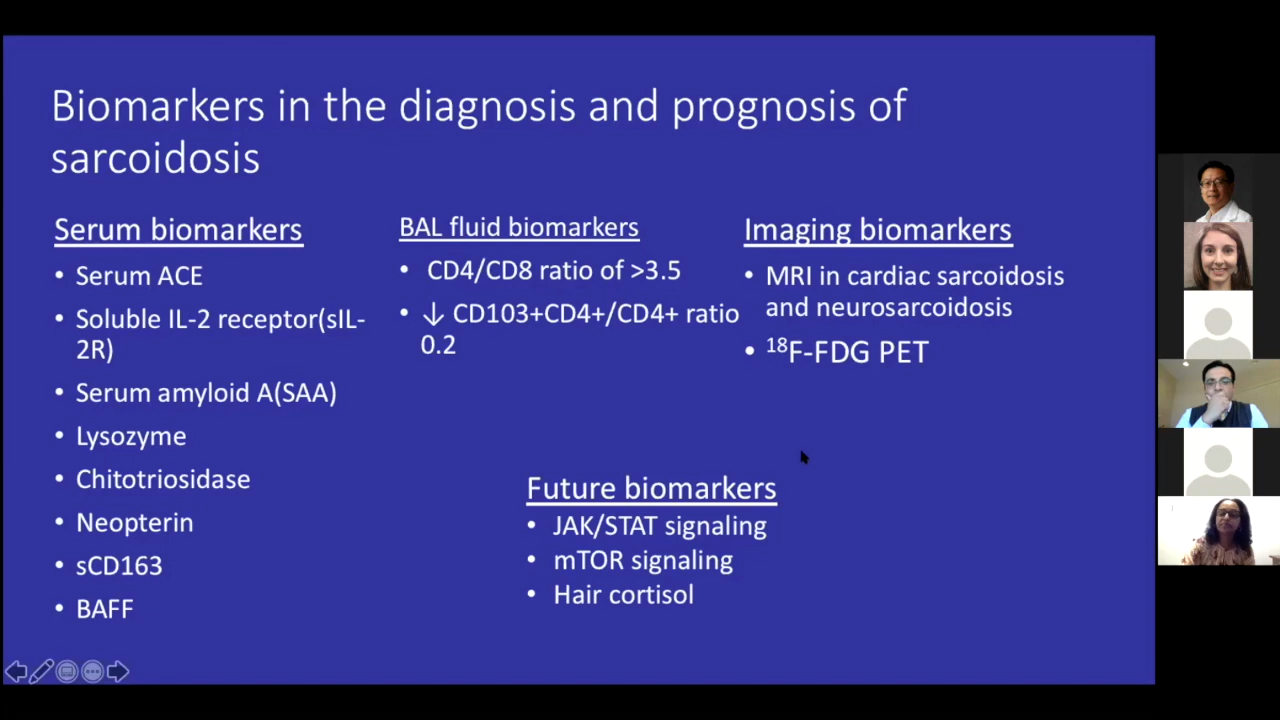 Biomarkers in the diagnosis and prognosis of
sarcoidosis
Serum biomarkers
• Serum ACE
• Soluble IL-2 receptor(sIL-
2R)
• Serum amyloid A(SAA)
• Lysozyme
• Chitotriosidase
• Neopterin
• sCD163
• BAFF
BAL fluid biomarkers
• CD4/CD8 ratio of >3.5
• ↓ CD103+CD4+/CD4+ ratio
0.2
Imaging biomarkers
• MRI in cardiac sarcoidosis
and neurosarcoidosis
• ¹⁸F-FDG PET
Future biomarkers
• JAK/STAT signaling
• mTOR signaling
• Hair cortisol